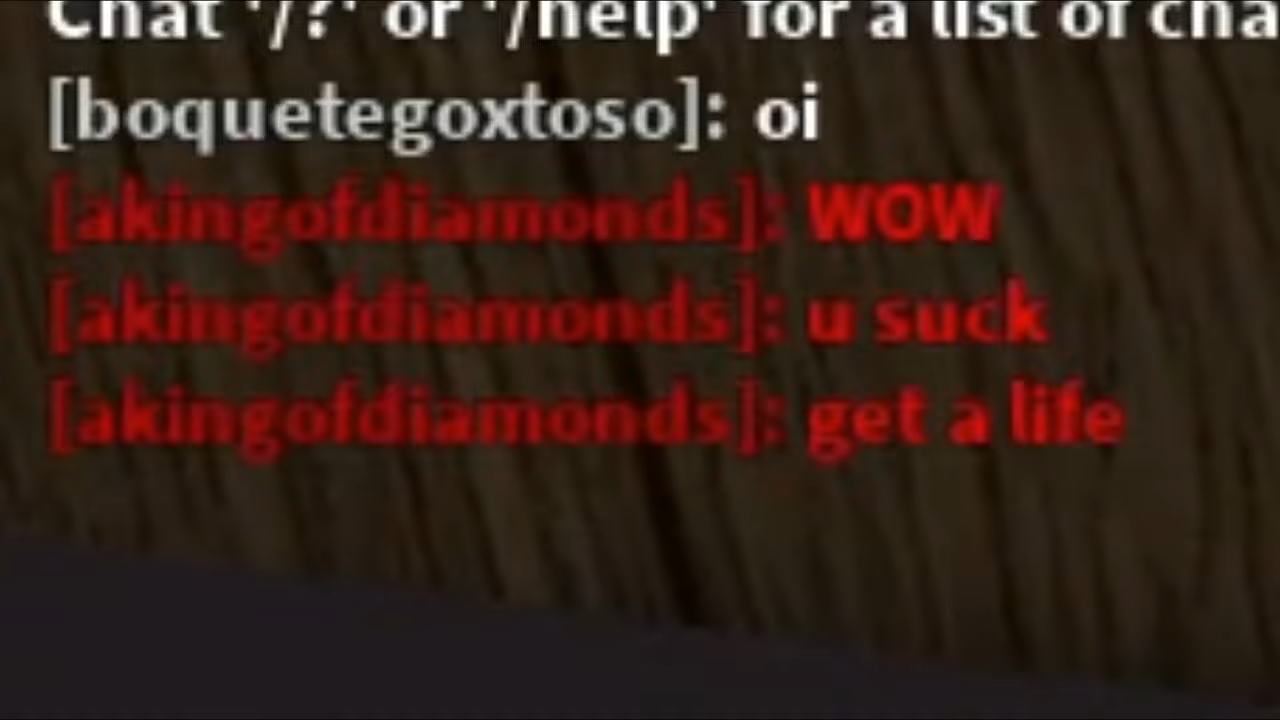 Chat '/?' or '/help' for a list of cha
[boquetegoxtoso]: oi
[akingofdiamonds]: WOW
[akingofdiamonds]: u suck
[akingofdiamonds]: get a life